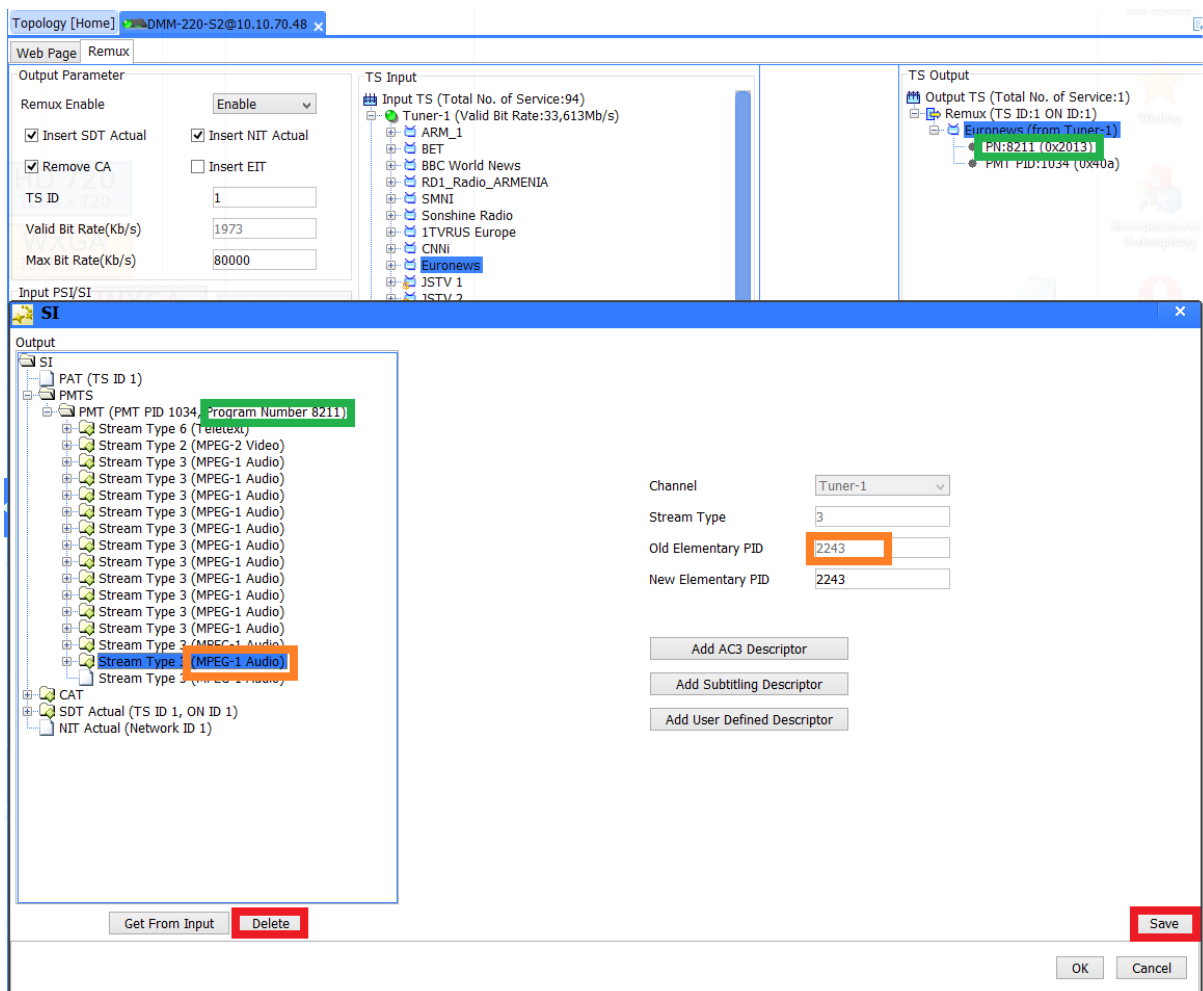 Topology [Home] DMM-220-S2@10.10.70.48
Web Page Remux
Output Parameter
Remux Enable Enable
Insert SDT Actual Insert NIT Actual
Remove CA Insert EIT
TS ID 1
Valid Bit Rate(Kb/s) 1973
Max Bit Rate(Kb/s) 80000
Input PSI/SI
TS Input
Input TS (Total No. of Service:94)
Tuner-1 (Valid Bit Rate:33,613Mb/s)
ARM_1
BET
BBC World News
RD1_Radio_ARMENIA
SMNI
Sonshine Radio
1TVRUS Europe
CNNi
Euronews
JSTV 1
JSTV 2
TS Output
Output TS (Total No. of Service:1)
Remux (TS ID:1 ON ID:1)
Euronews (from Tuner-1)
PN:8211 (0x2013)
PMT PID:1034 (0x40a)
SI
Output
SI
PAT (TS ID 1)
PMTS
PMT (PMT PID 1034, Program Number 8211)
Stream Type 6 (Teletext)
Stream Type 2 (MPEG-2 Video)
Stream Type 3 (MPEG-1 Audio)
Stream Type 3 (MPEG-1 Audio)
Stream Type 3 (MPEG-1 Audio)
Stream Type 3 (MPEG-1 Audio)
Stream Type 3 (MPEG-1 Audio)
Stream Type 3 (MPEG-1 Audio)
Stream Type 3 (MPEG-1 Audio)
Stream Type 3 (MPEG-1 Audio)
Stream Type 3 (MPEG-1 Audio)
Stream Type 3 (MPEG-1 Audio)
Stream Type 3 (MPEG-1 Audio)
Stream Type 3 (MPEG-1 Audio)
Stream Type 3 (MPEG-1 Audio)
Stream Type 3 (MPEG-1 Audio)
CAT
SDT Actual (TS ID 1, ON ID 1)
NIT Actual (Network ID 1)
Channel Tuner-1
Stream Type 3
Old Elementary PID 2243
New Elementary PID 2243
Add AC3 Descriptor
Add Subtitling Descriptor
Add User Defined Descriptor
Get From Input Delete Save
OK Cancel